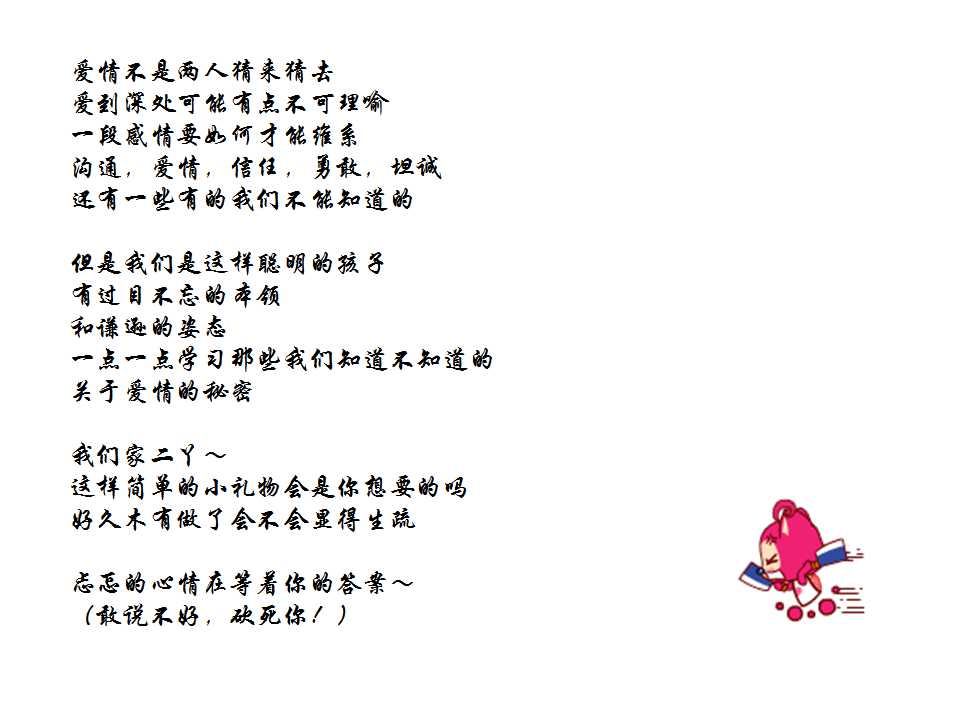 爱情不是两人猜来猜去
爱到深处可能有点不可理喻
一段感情要如何才能维系
沟通，爱情，信任，勇敢，坦诚
还有一些有的我们不能知道的
但是我们是这样聪明的孩子
有过目不忘的本领
和谦逊的姿态
一点一点学习那些我们知道不知道的
关于爱情的秘密
我们家二丫～
这样简单的小礼物会是你想要的吗
好久木有做了会不会显得生疏
忐忑的心情在等着你的答案～
（敢说不好，砍死你！）